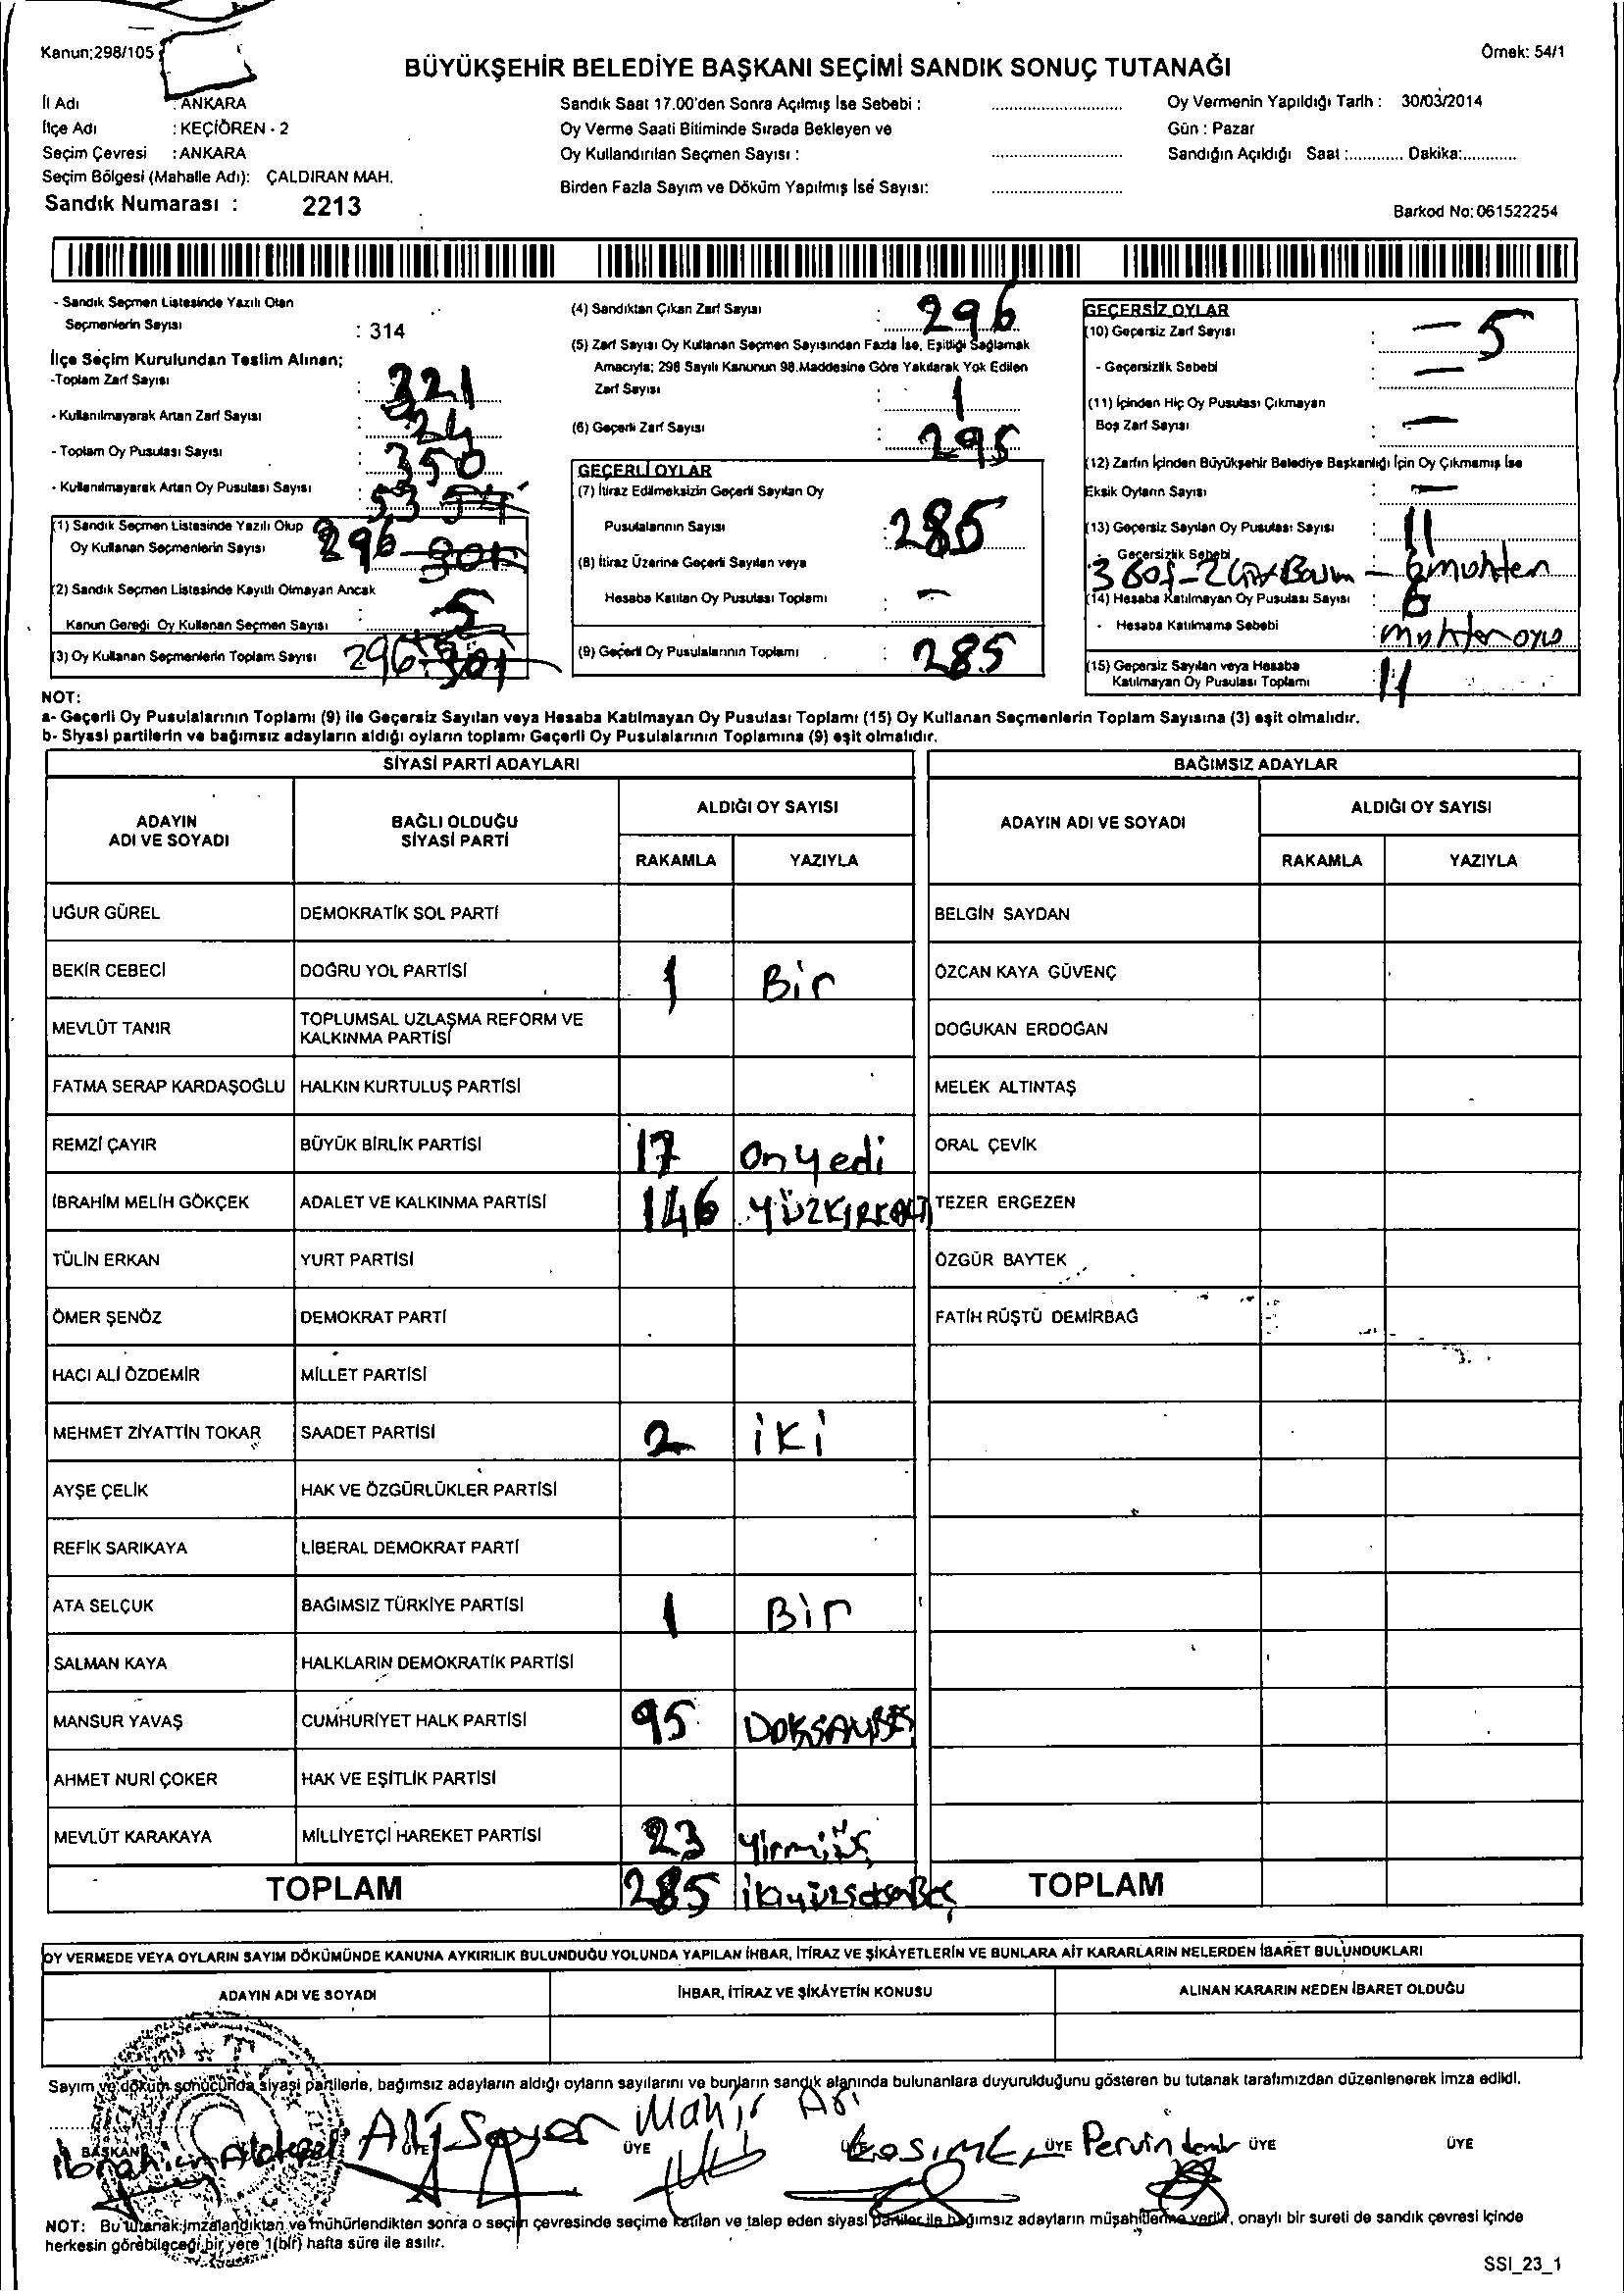 Kanun;298/105
Örnek: 54/1
BÜYÜKŞEHİR BELEDİYE BAŞKANI SEÇİMİ SANDIK SONUÇ TUTANAĞI
İl Adı : ANKARA
İlçe Adı : KEÇİÖREN - 2
Seçim Çevresi : ANKARA
Seçim Bölgesi (Mahalle Adı): ÇALDIRAN MAH.
Sandık Numarası : 2213
Sandık Saat 17.00'den Sonra Açılmış İse Sebebi :
Oy Verme Saati Bitiminde Sırada Bekleyen ve
Oy Kullandırılan Seçmen Sayısı :
Birden Fazla Sayım ve Döküm Yapılmış İse Sayısı:
Oy Vermenin Yapıldığı Tarih : 30/03/2014
Gün : Pazar
Sandığın Açıldığı Saat :............ Dakika:............
Barkod No: 061522254
- Sandık Seçmen Listesinde Yazılı Olan
Seçmenlerin Sayısı : 314
İlçe Seçim Kurulundan Teslim Alınan;
-Toplam Zarf Sayısı : 321
- Kullanılmayarak Artan Zarf Sayısı : 24
- Toplam Oy Pusulası Sayısı : 350
- Kullanılmayarak Artan Oy Pusulası Sayısı : 53
(1) Sandık Seçmen Listesinde Yazılı Olup
Oy Kullanan Seçmenlerin Sayısı 296 301
(2) Sandık Seçmen Listesinde Kayıtlı Olmayan Ancak
Kanun Gereği Oy Kullanan Seçmen Sayısı : 5
(3) Oy Kullanan Seçmenlerin Toplam Sayısı 296 301
(4) Sandıktan Çıkan Zarf Sayısı : 296
(5) Zarf Sayısı Oy Kullanan Seçmen Sayısından Fazla İse, Eşitliği Sağlamak
Amacıyla; 298 Sayılı Kanunun 98.Maddesine Göre Yakılarak Yok Edilen
Zarf Sayısı : 1
(6) Geçerli Zarf Sayısı : 295
GEÇERLİ OYLAR
(7) İtiraz Edilmeksizin Geçerli Sayılan Oy
Pusulalarının Sayısı : 285
(8) İtiraz Üzerine Geçerli Sayılan veya
Hesaba Katılan Oy Pusulası Toplamı : -
(9) Geçerli Oy Pusulalarının Toplamı : 285
GEÇERSİZ OYLAR
(10) Geçersiz Zarf Sayısı : - 5
- Geçersizlik Sebebi : -
(11) İçinden Hiç Oy Pusulası Çıkmayan
Boş Zarf Sayısı : -
(12) Zarfın İçinden Büyükşehir Belediye Başkanlığı İçin Oy Çıkmamış İse
Eksik Oyların Sayısı : -
(13) Geçersiz Sayılan Oy Pusulası Sayısı : 11
- Geçersizlik Sebebi
3 Boş - 2 - 6 muhtar
(14) Hesaba Katılmayan Oy Pusulası Sayısı : 6
- Hesaba Katılmama Sebebi : muhtar oyu
(15) Geçersiz Sayılan veya Hesaba
Katılmayan Oy Pusulası Toplamı : 11
NOT:
a- Geçerli Oy Pusulalarının Toplamı (9) ile Geçersiz Sayılan veya Hesaba Katılmayan Oy Pusulası Toplamı (15) Oy Kullanan Seçmenlerin Toplam Sayısına (3) eşit olmalıdır.
b- Siyasi partilerin ve bağımsız adayların aldığı oyların toplamı Geçerli Oy Pusulalarının Toplamına (9) eşit olmalıdır.
SİYASİ PARTİ ADAYLARI
ADAYIN ADI VE SOYADI
BAĞLI OLDUĞU SİYASİ PARTİ
ALDIĞI OY SAYISI
RAKAMLA YAZIYLA
UĞUR GÜREL DEMOKRATİK SOL PARTİ
BEKİR CEBECİ DOĞRU YOL PARTİSİ 1 Bir
MEVLÜT TANIR TOPLUMSAL UZLAŞMA REFORM VE KALKINMA PARTİSİ
FATMA SERAP KARDAŞOĞLU HALKIN KURTULUŞ PARTİSİ
REMZİ ÇAYIR BÜYÜK BİRLİK PARTİSİ 17 Onyedi
İBRAHİM MELİH GÖKÇEK ADALET VE KALKINMA PARTİSİ 146 YÜZKIRKALTI
TÜLİN ERKAN YURT PARTİSİ
ÖMER ŞENÖZ DEMOKRAT PARTİ
HACI ALİ ÖZDEMİR MİLLET PARTİSİ
MEHMET ZİYATTİN TOKAR SAADET PARTİSİ 2 iki
AYŞE ÇELİK HAK VE ÖZGÜRLÜKLER PARTİSİ
REFİK SARIKAYA LİBERAL DEMOKRAT PARTİ
ATA SELÇUK BAĞIMSIZ TÜRKİYE PARTİSİ 1 Bir
SALMAN KAYA HALKLARIN DEMOKRATİK PARTİSİ
MANSUR YAVAŞ CUMHURİYET HALK PARTİSİ 95 DOKSANBEŞ
AHMET NURİ ÇOKER HAK VE EŞİTLİK PARTİSİ
MEVLÜT KARAKAYA MİLLİYETÇİ HAREKET PARTİSİ 23 Yirmiüç
TOPLAM 285 ikiyüzseksenBeş
BAĞIMSIZ ADAYLAR
ADAYIN ADI VE SOYADI
ALDIĞI OY SAYISI
RAKAMLA YAZIYLA
BELGİN SAYDAN
ÖZCAN KAYA GÜVENÇ
DOĞUKAN ERDOĞAN
MELEK ALTINTAŞ
ORAL ÇEVİK
TEZER ERGEZEN
ÖZGÜR BAYTEK
FATİH RÜŞTÜ DEMİRBAĞ
TOPLAM
OY VERMEDE VEYA OYLARIN SAYIM DÖKÜMÜNDE KANUNA AYKIRILIK BULUNDUĞU YOLUNDA YAPILAN İHBAR, İTİRAZ VE ŞİKÂYETLERİN VE BUNLARA AİT KARARLARIN NELERDEN İBARET BULUNDUKLARI
ADAYIN ADI VE SOYADI
İHBAR, İTİRAZ VE ŞİKÂYETİN KONUSU
ALINAN KARARIN NEDEN İBARET OLDUĞU
Sayım ve döküm sonucunda siyasi partilerle, bağımsız adayların aldığı oyların sayılarını ve bunların sandık alanında bulunanlara duyurulduğunu gösteren bu tutanak tarafımızdan düzenlenerek imza edildi.
BAŞKAN ÜYE ÜYE ÜYE ÜYE ÜYE ÜYE
İbrahim Ali Mahir Pervin
NOT: Bu tutanak imzalandıktan ve mühürlendikten sonra o seçim çevresinde seçime katılan ve talep eden siyasi partiler ile bağımsız adayların müşahitlerine verilir, onaylı bir sureti de sandık çevresi içinde
herkesin görebileceği bir yere 1(bir) hafta süre ile asılır.
SSI_23_1